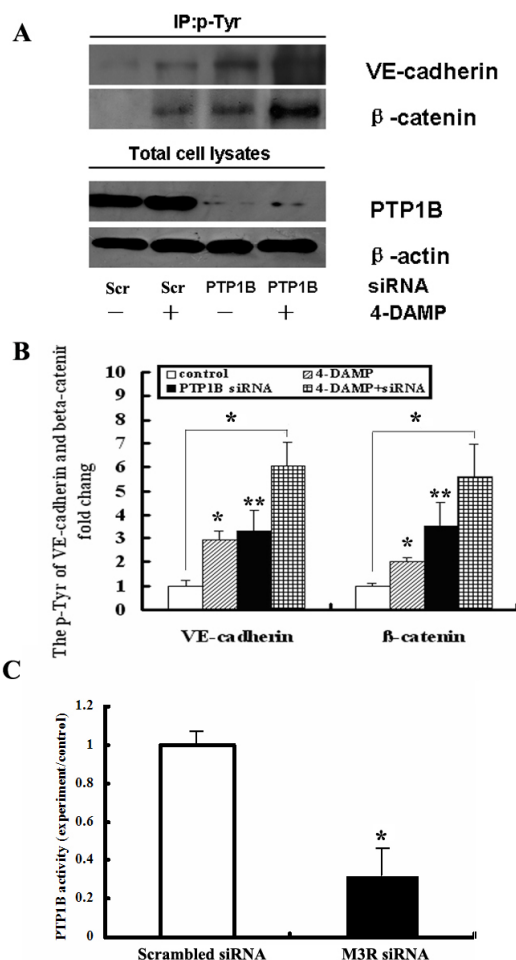 A
IP:p-Tyr
VE-cadherin
β-catenin
Total cell lysates
PTP1B
β-actin
Scr Scr PTP1B PTP1B siRNA
— + — + 4-DAMP
B
The p-Tyr of VE-cadherin and beta-catenin
fold chang
10
9
8
7
6
5
4
3
2
1
0
control 4-DAMP
PTP1B siRNA 4-DAMP+siRNA
* *
* ** * **
VE-cadherin ß-catenin
C
PTP1B activity (experiment/control)
1.2
1
0.8
0.6
0.4
0.2
0
*
Scrambled siRNA M3R siRNA